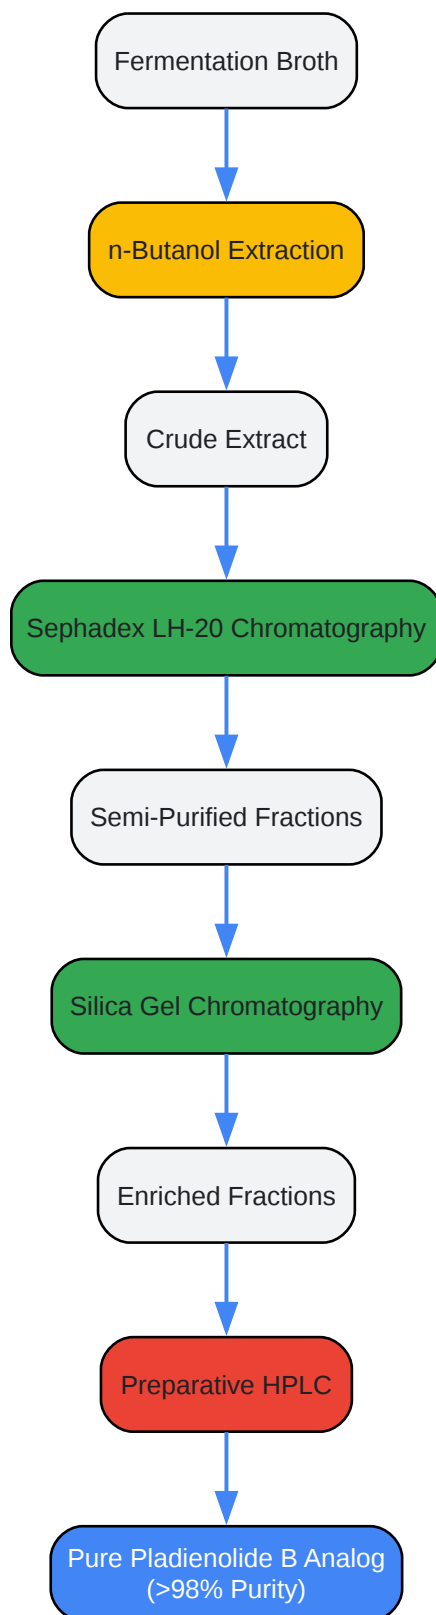 Fermentation Broth
n-Butanol Extraction
Crude Extract
Sephadex LH-20 Chromatography
Semi-Purified Fractions
Silica Gel Chromatography
Enriched Fractions
Preparative HPLC
Pure Pladienolide B Analog
(>98% Purity)